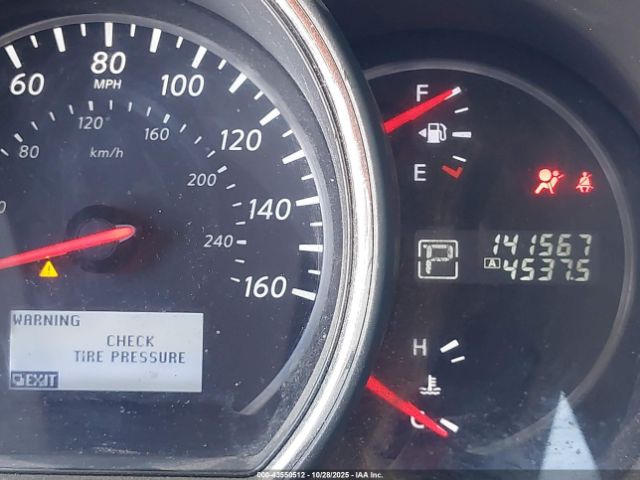 60 80 100
MPH
120
140
160
80 120 160
km/h
200
240
WARNING
CHECK
TIRE PRESSURE
EXIT
F
E
P
141567
A 4537.5
H
C
000-43550512 - 10/28/2025 - IAA Inc.